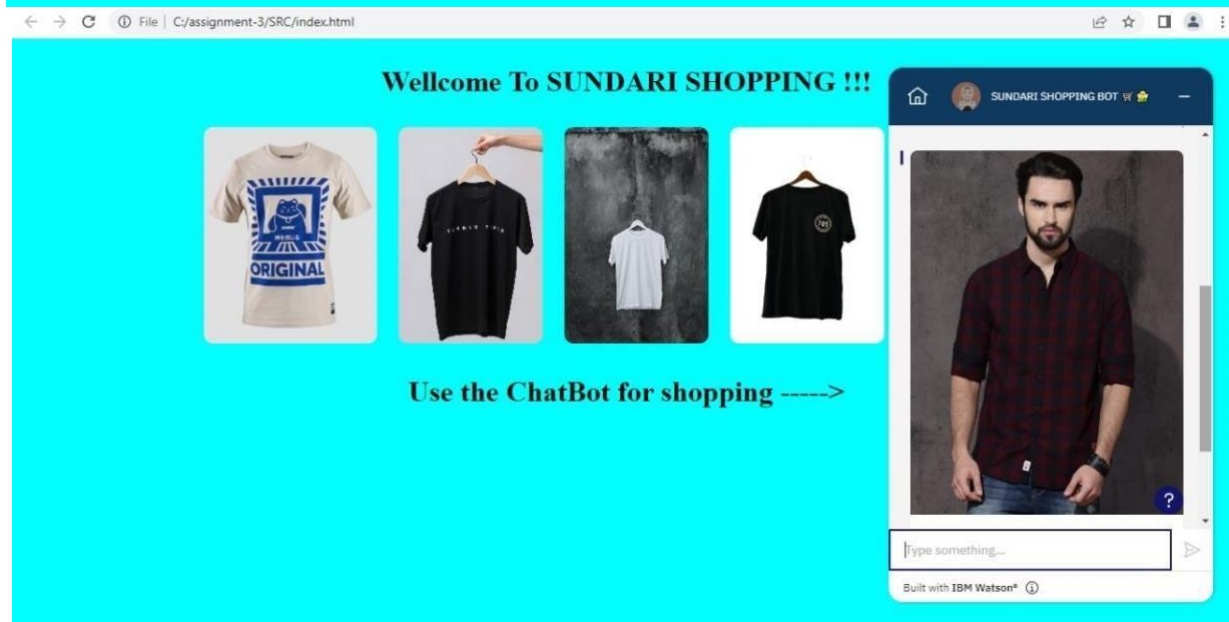 File | C:/assignment-3/SRC/index.html
Wellcome To SUNDARI SHOPPING !!!
SUNDARI SHOPPING BOT
ORIGINAL
Use the ChatBot for shopping ----->
?
Type something...
Built with IBM Watson®